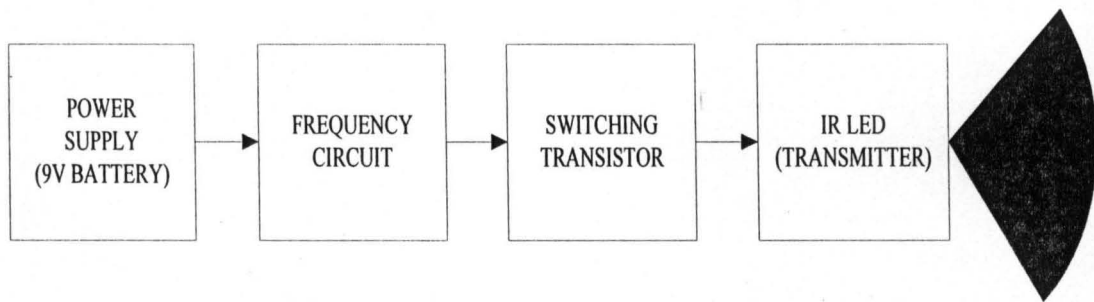 POWER
SUPPLY
(9V BATTERY)
FREQUENCY
CIRCUIT
SWITCHING
TRANSISTOR
IR LED
(TRANSMITTER)